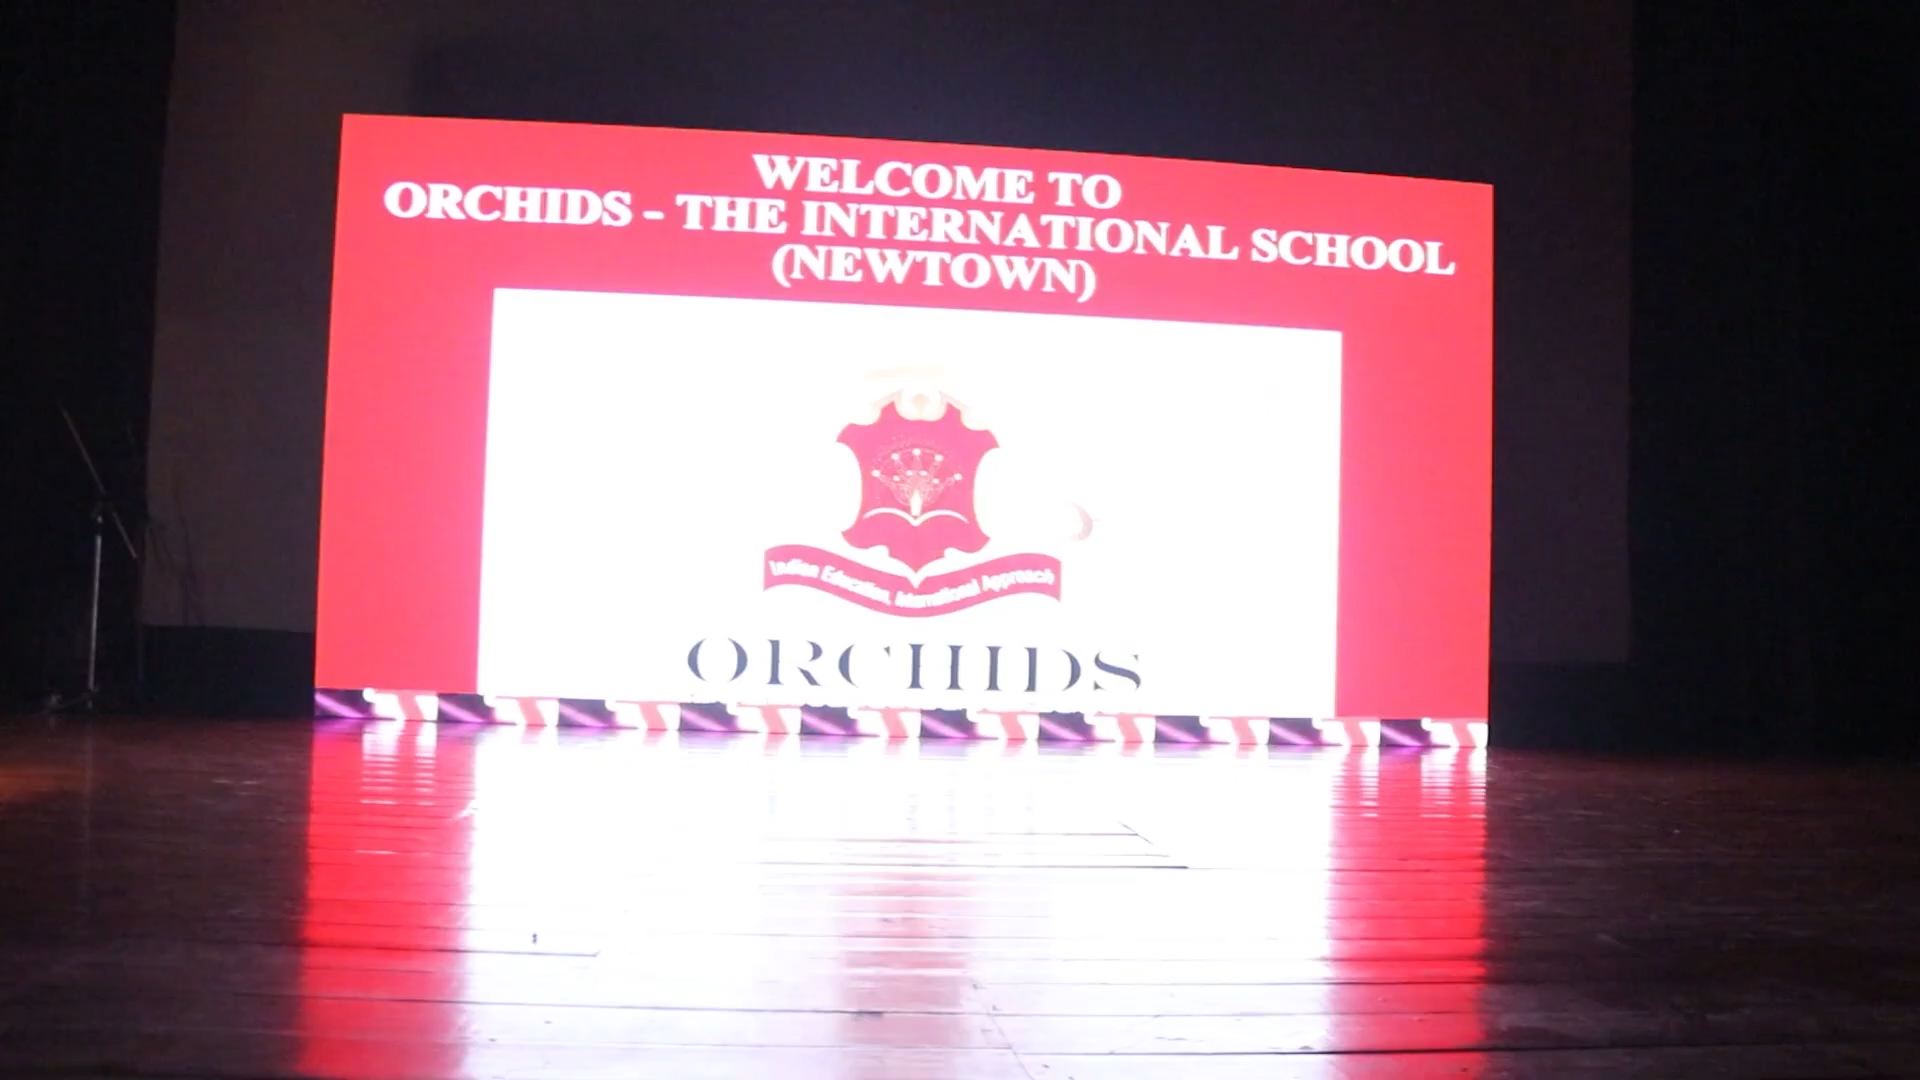 WELCOME TO
ORCHIDS - THE INTERNATIONAL SCHOOL
(NEWTOWN)
Indian Education, International Approach
ORCHIDS